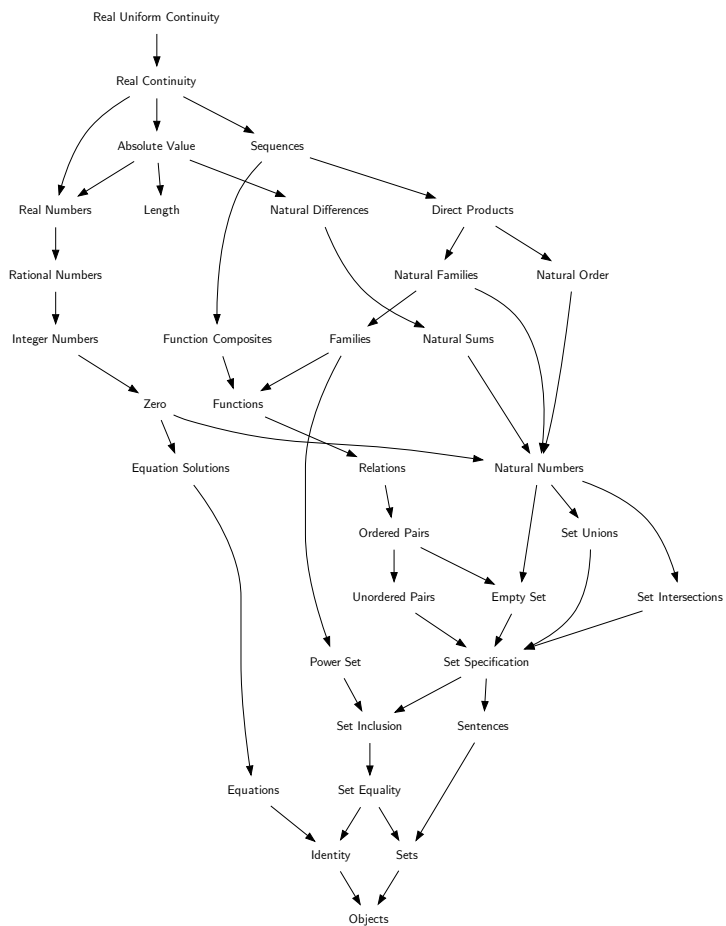 Real Uniform Continuity
Real Continuity
Absolute Value
Sequences
Real Numbers
Length
Natural Differences
Direct Products
Rational Numbers
Natural Families
Natural Order
Integer Numbers
Function Composites
Families
Natural Sums
Zero
Functions
Equation Solutions
Relations
Natural Numbers
Ordered Pairs
Set Unions
Unordered Pairs
Empty Set
Set Intersections
Power Set
Set Specification
Set Inclusion
Sentences
Equations
Set Equality
Identity
Sets
Objects